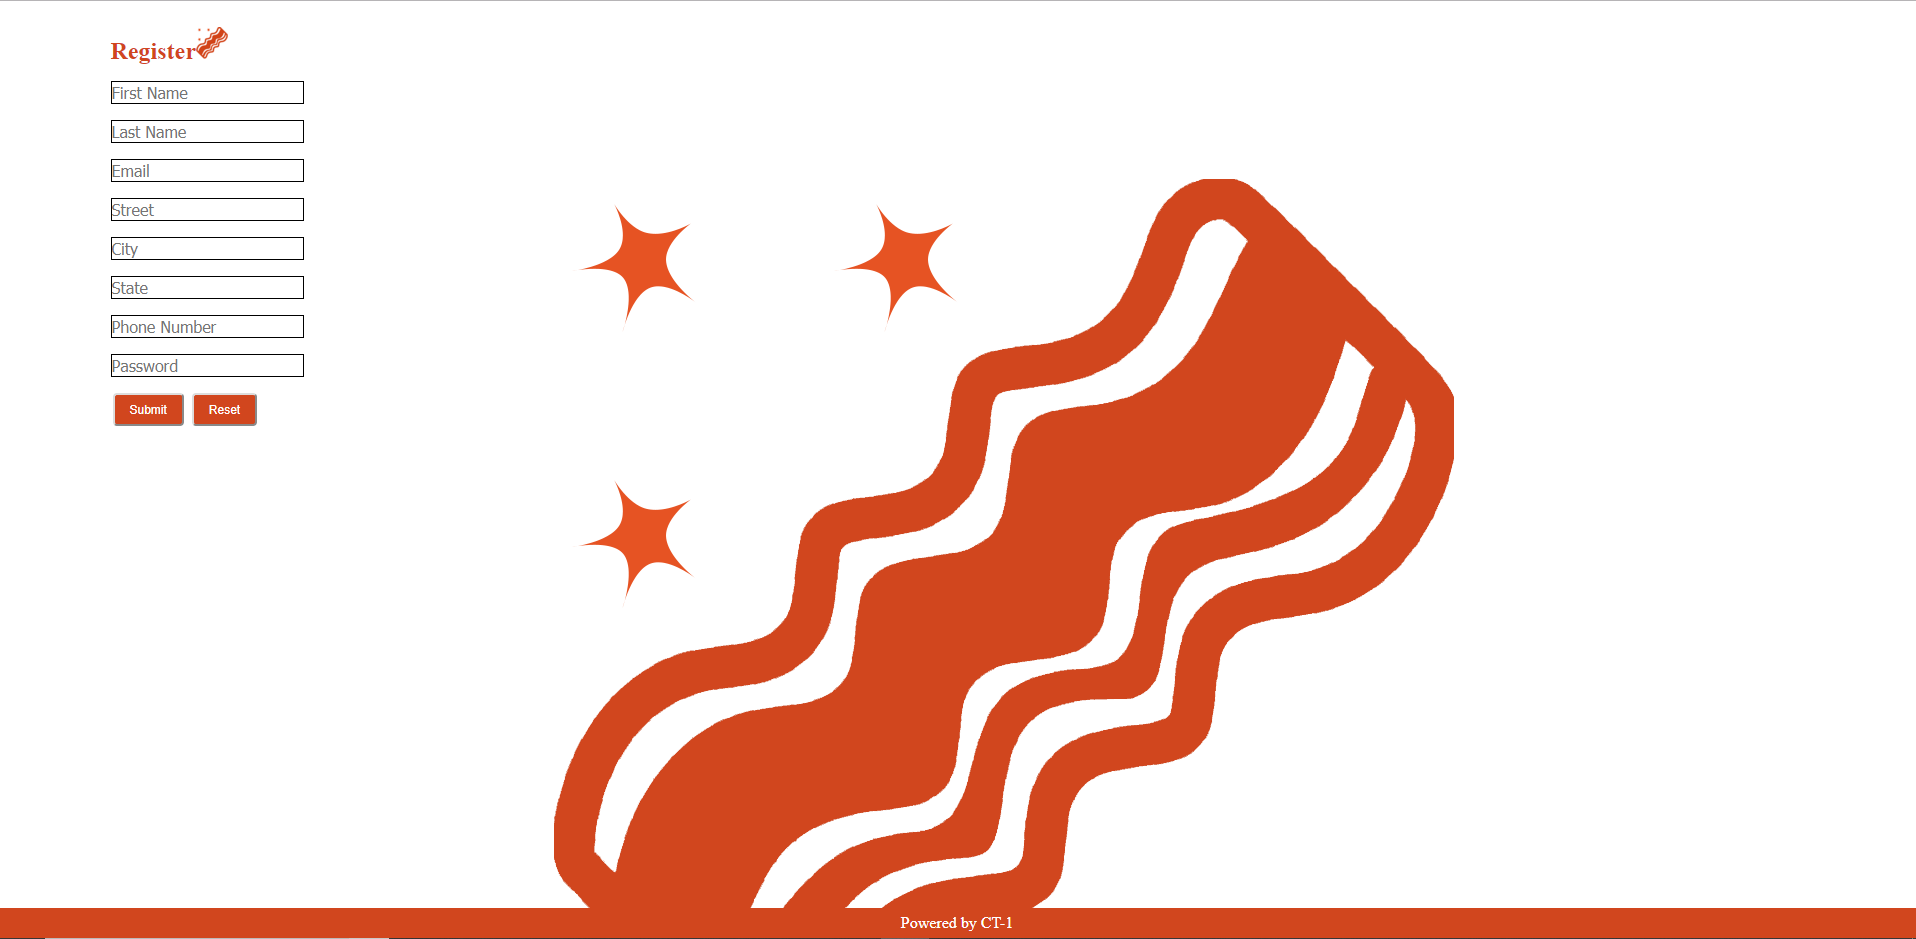 Register
First Name
Last Name
Email
Street
City
State
Phone Number
Password
Submit Reset
Powered by CT-1